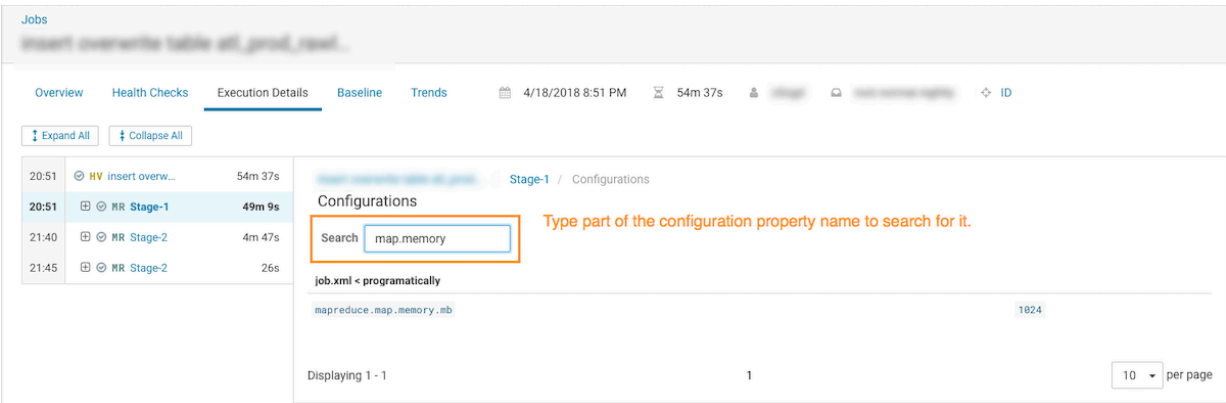 Jobs
Overview Health Checks Execution Details Baseline Trends 4/18/2018 8:51 PM 54m 37s ID
Expand All Collapse All
20:51 HV insert overw... 54m 37s
20:51 MR Stage-1 49m 9s
21:40 MR Stage-2 4m 47s
21:45 MR Stage-2 26s
Stage-1 / Configurations
Configurations
Type part of the configuration property name to search for it.
Search map.memory
job.xml < programatically
mapreduce.map.memory.mb 1024
Displaying 1 - 1 1 10 per page